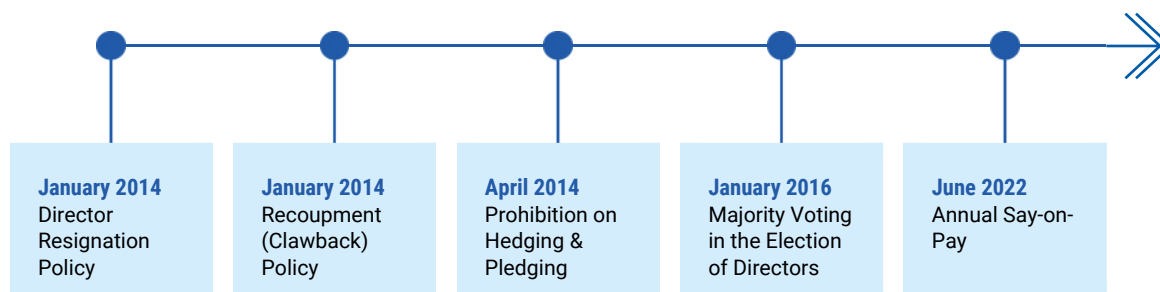 January 2014
Director
Resignation
Policy
January 2014
Recoupment
(Clawback)
Policy
April 2014
Prohibition on
Hedging &
Pledging
January 2016
Majority Voting
in the Election
of Directors
June 2022
Annual Say-on-
Pay